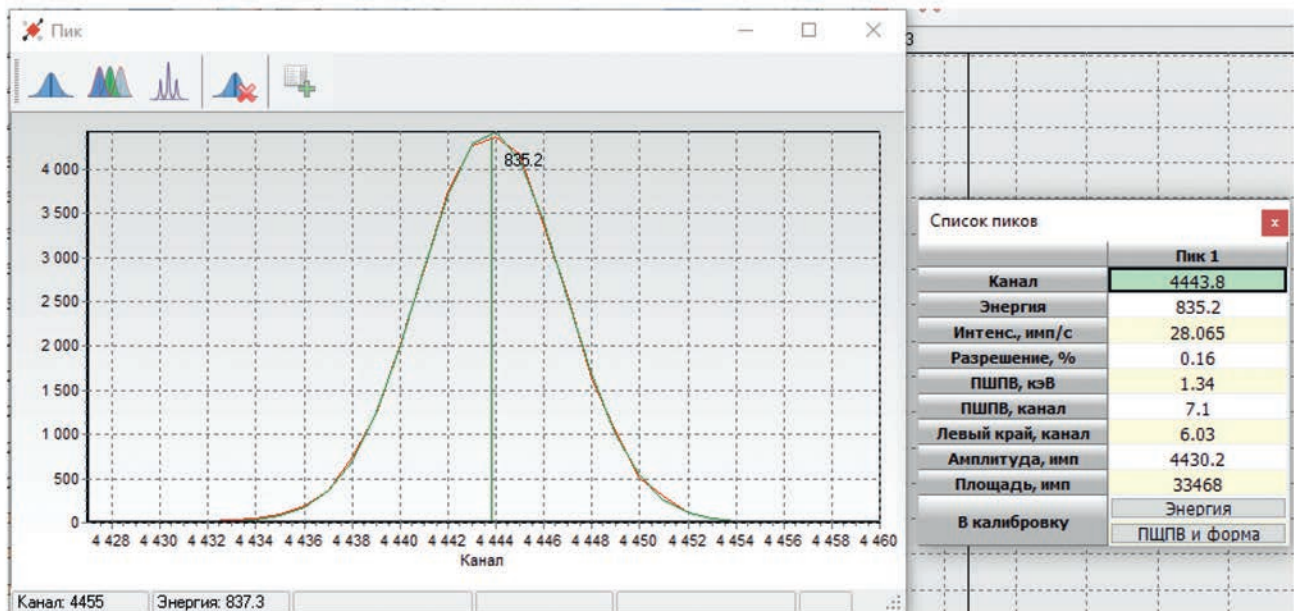 Пик
3
835.2
4 000
3 500
3 000
2 500
2 000
1 500
1 000
500
0
4 428 4 430 4 432 4 434 4 436 4 438 4 440 4 442 4 444 4 446 4 448 4 450 4 452 4 454 4 456 4 458 4 460
Канал
Канал: 4455 Энергия: 837.3
Список пиков
x
Пик 1
Канал 4443.8
Энергия 835.2
Интенс., имп/с 28.065
Разрешение, % 0.16
ПШПВ, кэВ 1.34
ПШПВ, канал 7.1
Левый край, канал 6.03
Амплитуда, имп 4430.2
Площадь, имп 33468
В калибровку
Энергия
ПШПВ и форма